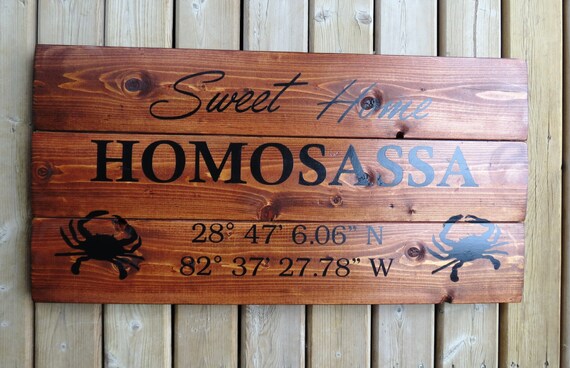 Sweet Home
HOMOSASSA
28° 47' 6.06" N
82° 37' 27.78" W